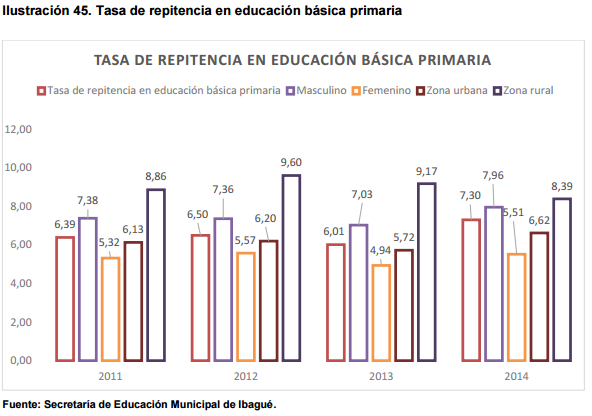 Ilustración 45. Tasa de repitencia en educación básica primaria
TASA DE REPITENCIA EN EDUCACIÓN BÁSICA PRIMARIA
Tasa de repitencia en educación básica primaria Masculino Femenino Zona urbana Zona rural
12,00
10,00
8,00
6,00
4,00
2,00
0,00
6,39 7,38 5,32 6,13 8,86
6,50 7,36 5,57 6,20 9,60
6,01 7,03 4,94 5,72 9,17
7,30 7,96 5,51 6,62 8,39
2011 2012 2013 2014
Fuente: Secretaría de Educación Municipal de Ibagué.